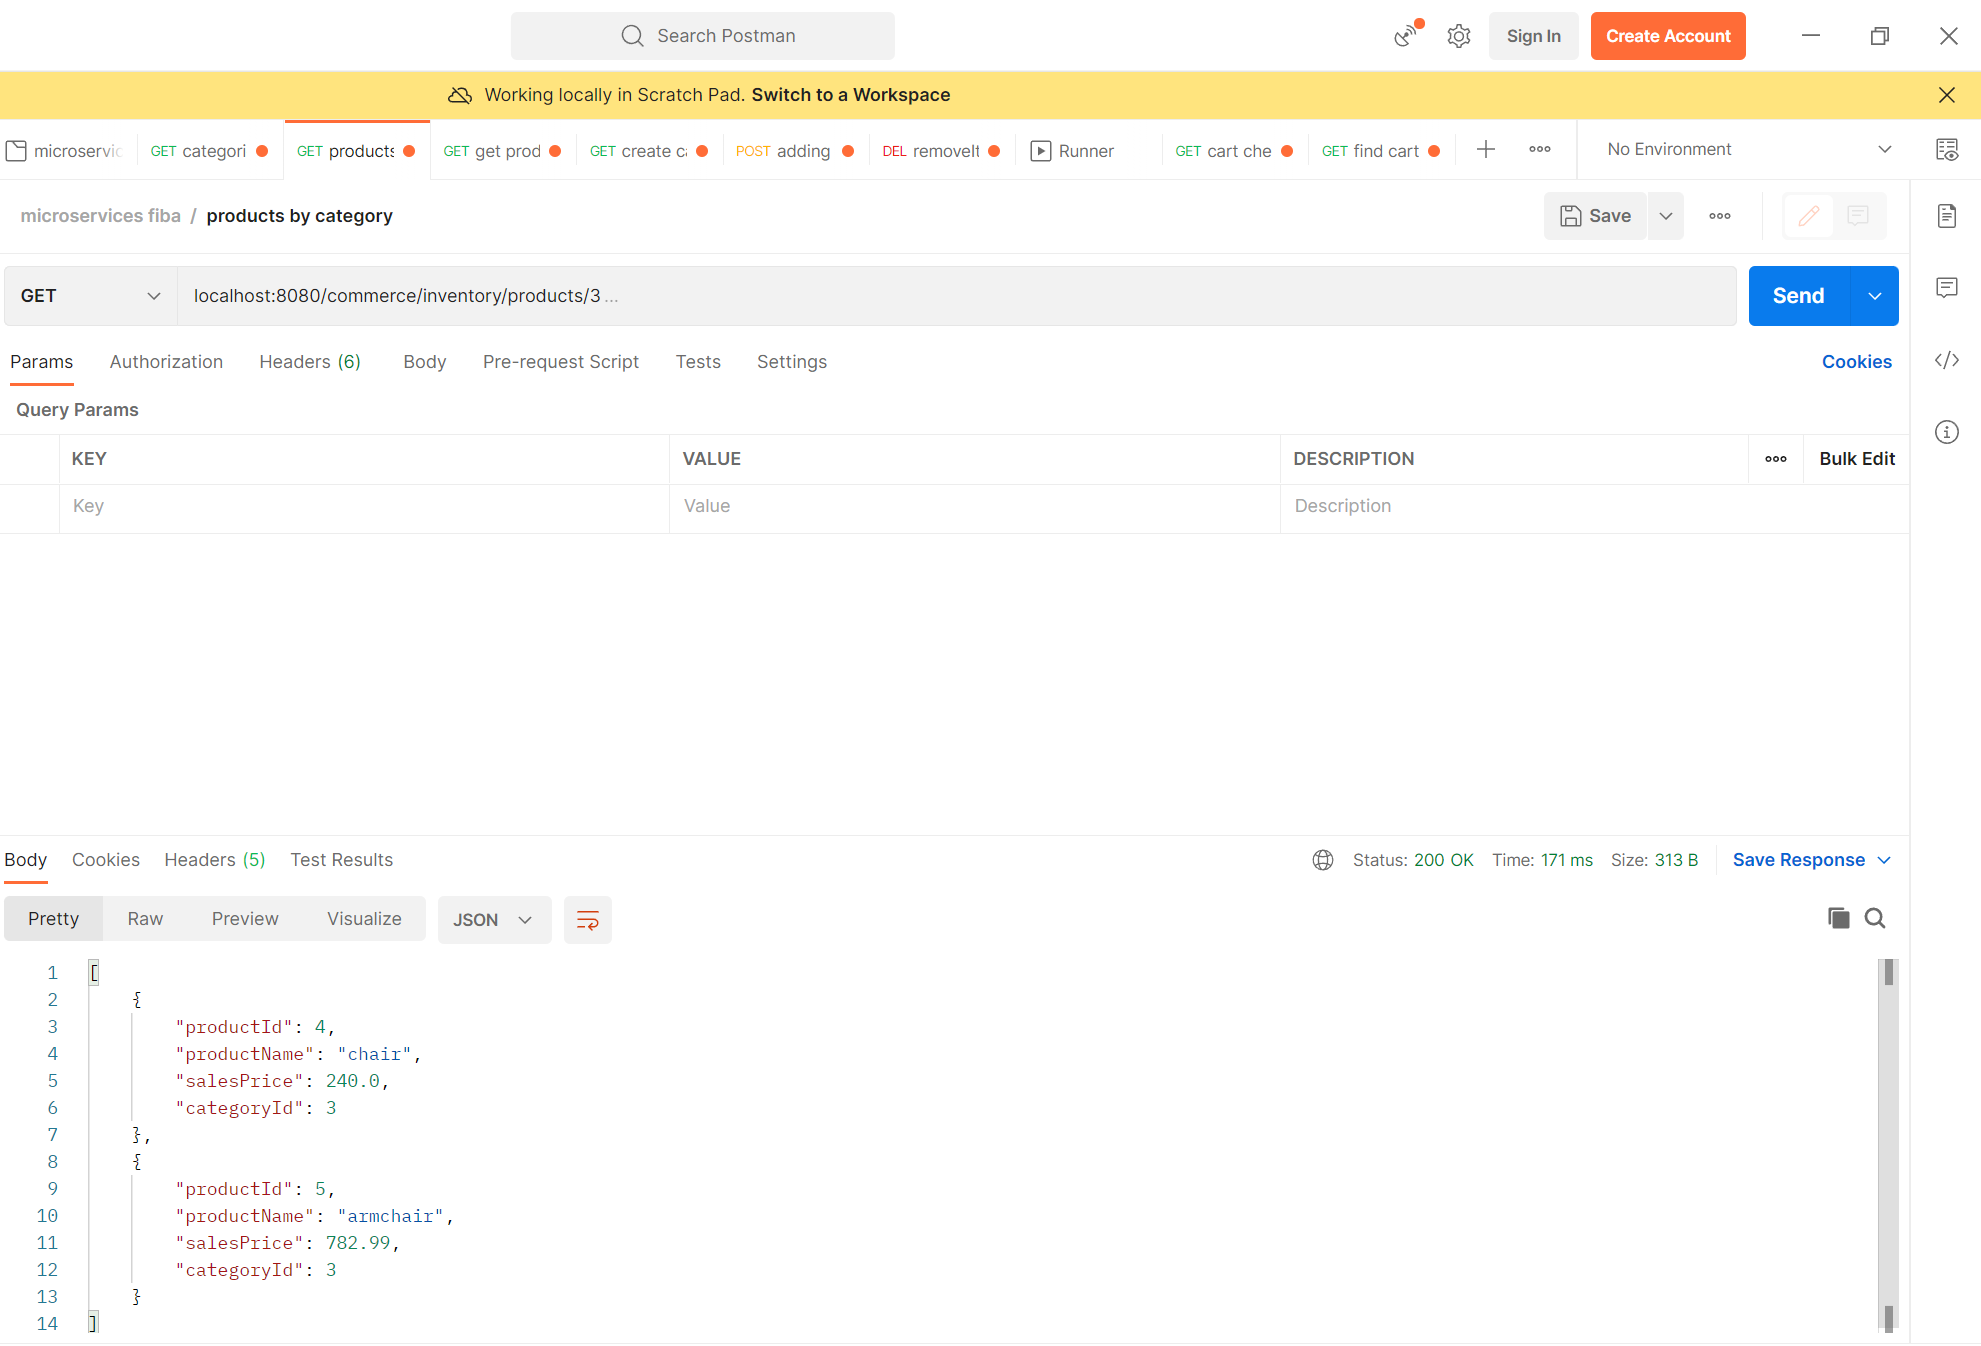 Search Postman
Sign In
Create Account
Working locally in Scratch Pad. Switch to a Workspace
microservic
GET categori
GET products
GET get prod
GET create ca
POST adding
DEL removeIt
Runner
GET cart che
GET find cart
No Environment
microservices fiba / products by category
Save
GET
localhost:8080/commerce/inventory/products/3 ...
Send
Params Authorization Headers (6) Body Pre-request Script Tests Settings Cookies
Query Params
KEY VALUE DESCRIPTION Bulk Edit
Key Value Description
Body Cookies Headers (5) Test Results Status: 200 OK Time: 171 ms Size: 313 B Save Response
Pretty Raw Preview Visualize JSON
1 [
2 {
3 "productId": 4,
4 "productName": "chair",
5 "salesPrice": 240.0,
6 "categoryId": 3
7 },
8 {
9 "productId": 5,
10 "productName": "armchair",
11 "salesPrice": 782.99,
12 "categoryId": 3
13 }
14 ]